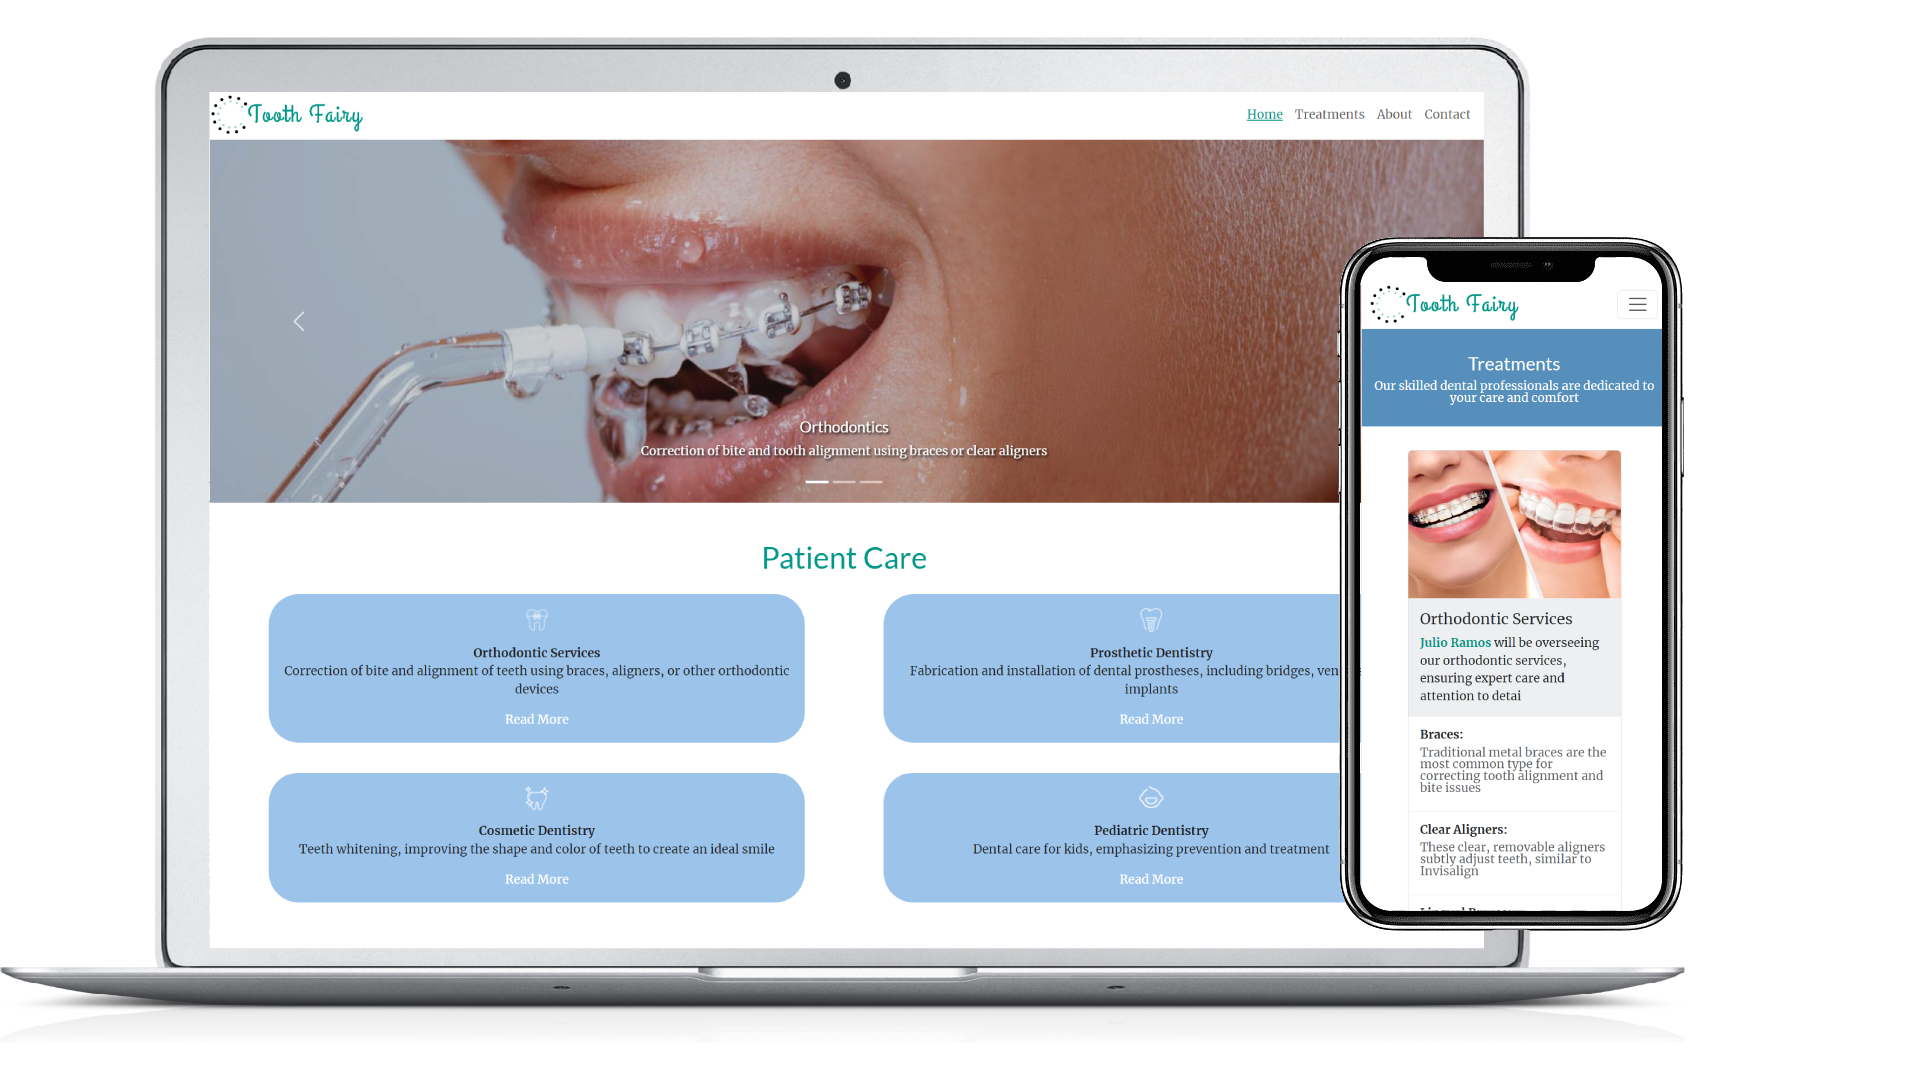 Tooth Fairy
Home Treatments About Contact
Orthodontics
Correction of bite and tooth alignment using braces or clear aligners
Patient Care
Orthodontic Services
Correction of bite and alignment of teeth using braces, aligners, or other orthodontic
devices
Read More
Prosthetic Dentistry
Fabrication and installation of dental prostheses, including bridges,
implants
Read More
Cosmetic Dentistry
Teeth whitening, improving the shape and color of teeth to create an ideal smile
Read More
Pediatric Dentistry
Dental care for kids, emphasizing prevention and treatment
Read More
Tooth Fairy
Treatments
Our skilled dental professionals are dedicated to
your care and comfort
Orthodontic Services
Julio Ramos will be overseeing
our orthodontic services,
ensuring expert care and
attention to detai
Braces:
Traditional metal braces are the
most common type for
correcting tooth alignment and
bite issues
Clear Aligners:
These clear, removable aligners
subtly adjust teeth, similar to
Invisalign